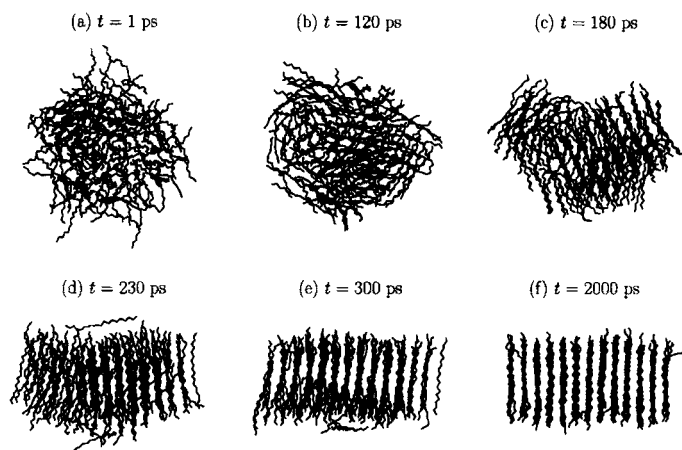 (a) t = 1 ps
(b) t = 120 ps
(c) t = 180 ps
(d) t = 230 ps
(e) t = 300 ps
(f) t = 2000 ps